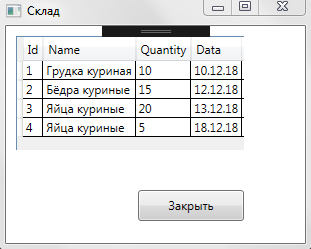 Склад
Id Name Quantity Data
1 Грудка куриная 10 10.12.18
2 Бёдра куриные 15 12.12.18
3 Яйца куриные 20 13.12.18
4 Яйца куриные 5 18.12.18
Закрыть